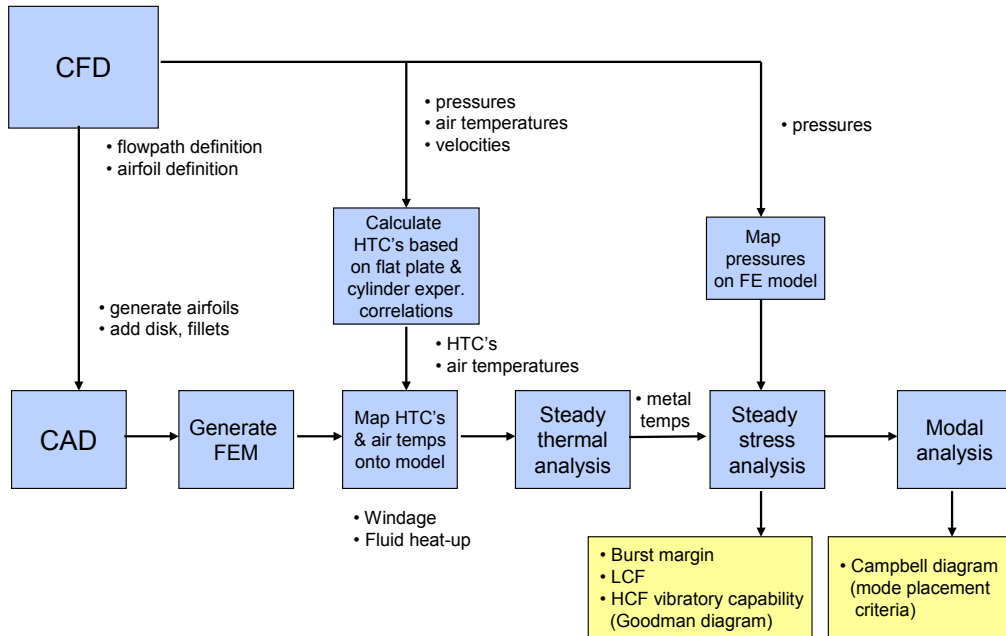 CFD
• flowpath definition
• airfoil definition
• pressures
• air temperatures
• velocities
• pressures
Calculate
HTC's based
on flat plate &
cylinder exper.
correlations
Map
pressures
on FE model
• generate airfoils
• add disk, fillets
• HTC's
• air temperatures
CAD
Generate
FEM
Map HTC's
& air temps
onto model
Steady
thermal
analysis
• metal
temps
Steady
stress
analysis
Modal
analysis
• Windage
• Fluid heat-up
• Burst margin
• LCF
• HCF vibratory capability
(Goodman diagram)
• Campbell diagram
(mode placement
criteria)